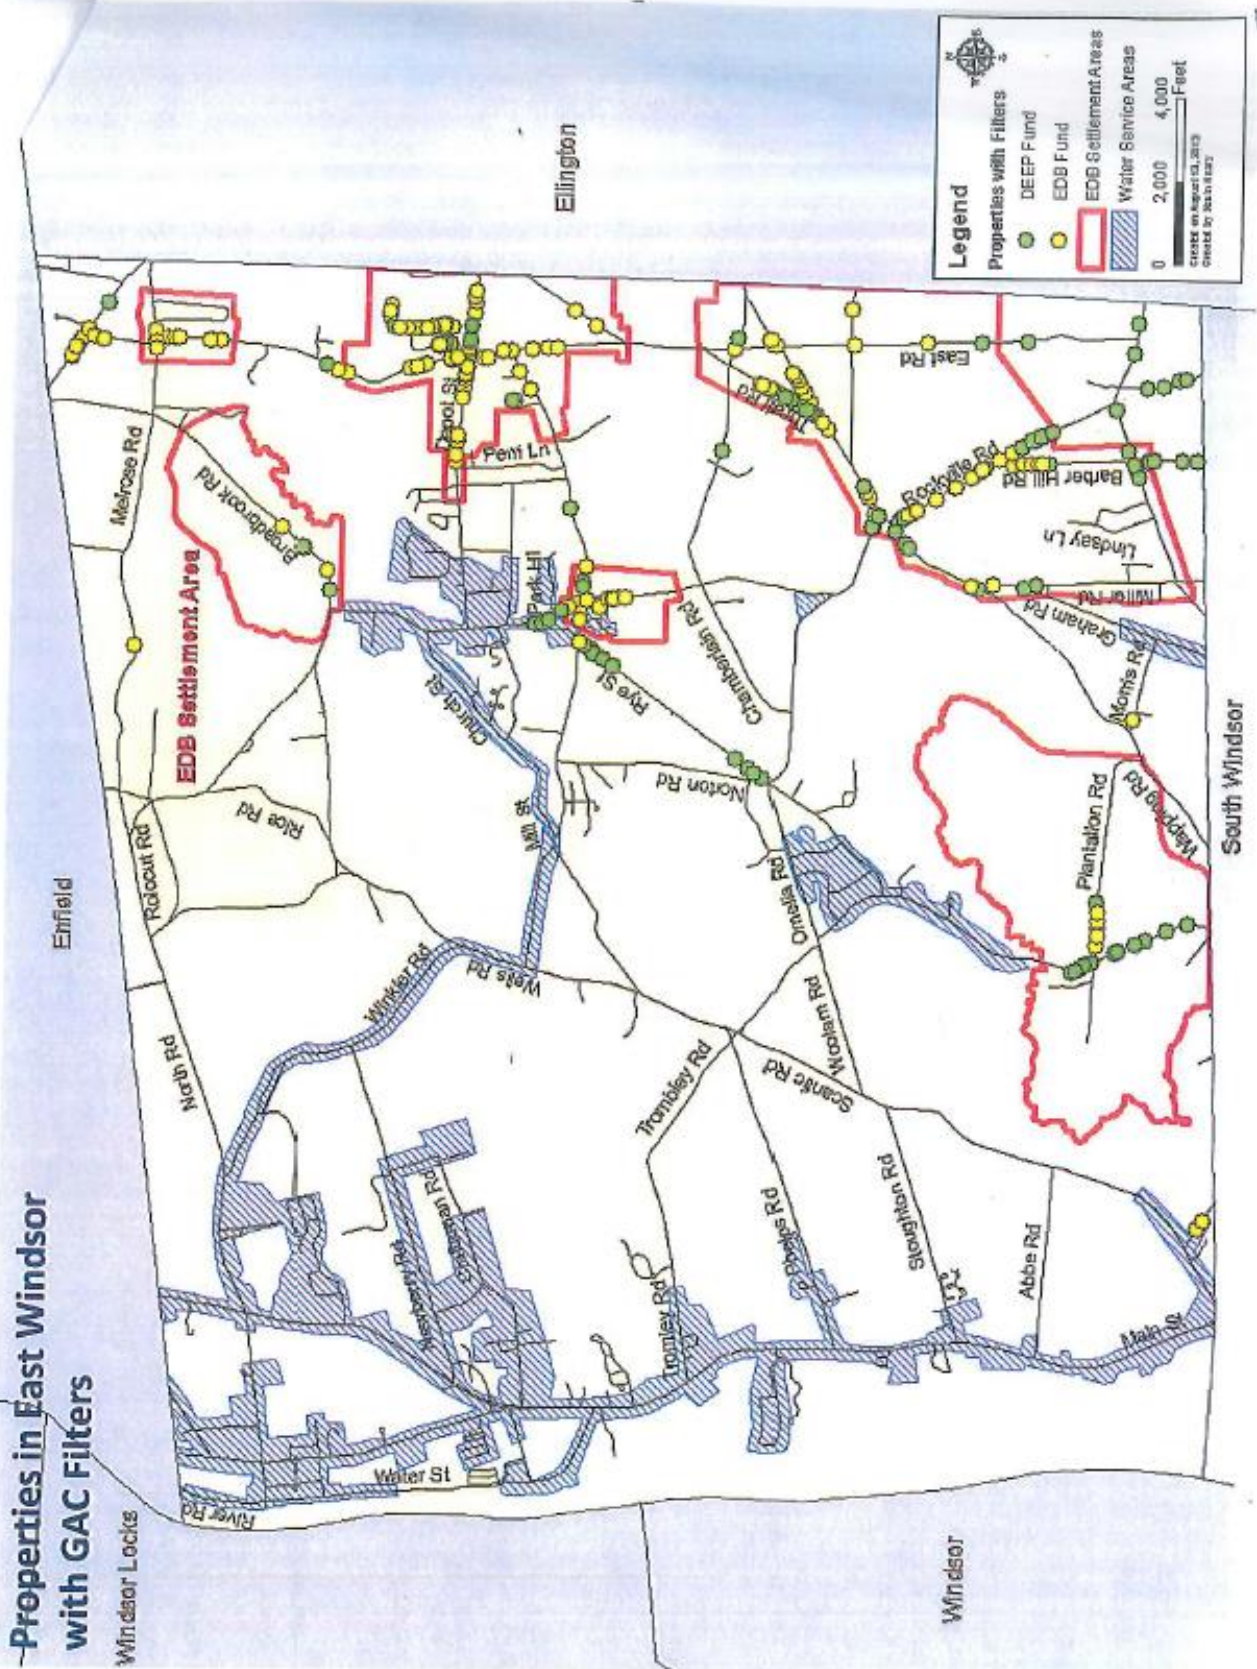 Properties in East Windsor
with GAC Filters
Windsor Locks
Enfield
Ellington
Windsor
South Windsor
EDB Settlement Area
River Rd
Water St
North Rd
Winkler Rd
Wells Rd
Rolocut Rd
Rice Rd
Melrose Rd
Broadbrook Rd
Newberry Rd
Mill St
Church St
Park Hl
Depot St
Perri Ln
Rye St
Norton Rd
Chamberlain Rd
Omelia Rd
Woolam Rd
Scantic Rd
Trombley Rd
Tromley Rd
Phelps Rd
Stoughton Rd
Abbe Rd
Main St
Plantation Rd
Wapping Rd
Morris Rd
Graham Rd
Miller Rd
Lindsay Ln
Barber Hill Rd
Rockville Rd
East Rd
Legend
Properties with Filters
DEEP Fund
EDB Fund
EDB Settlement Areas
Water Service Areas
0 2,000 4,000
Feet